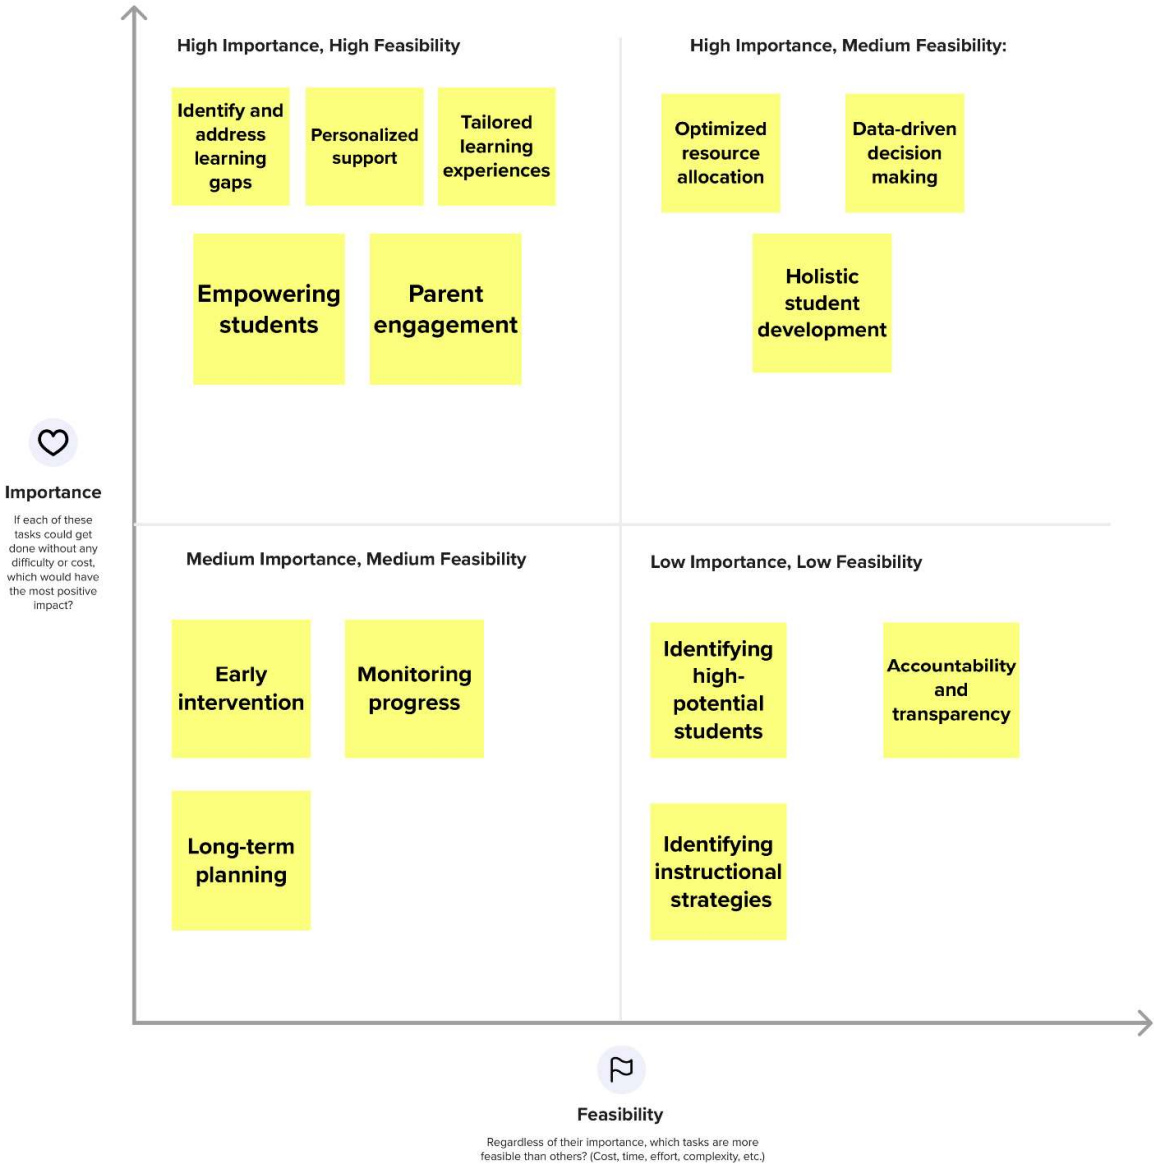 High Importance, High Feasibility
Identify and
address
learning
gaps
Personalized
support
Tailored
learning
experiences
Empowering
students
Parent
engagement
High Importance, Medium Feasibility:
Optimized
resource
allocation
Data-driven
decision
making
Holistic
student
development
Importance
If each of these
tasks could get
done without any
difficulty or cost,
which would have
the most positive
impact?
Medium Importance, Medium Feasibility
Early
intervention
Monitoring
progress
Long-term
planning
Low Importance, Low Feasibility
Identifying
high-
potential
students
Accountability
and
transparency
Identifying
instructional
strategies
Feasibility
Regardless of their importance, which tasks are more
feasible than others? (Cost, time, effort, complexity, etc.)